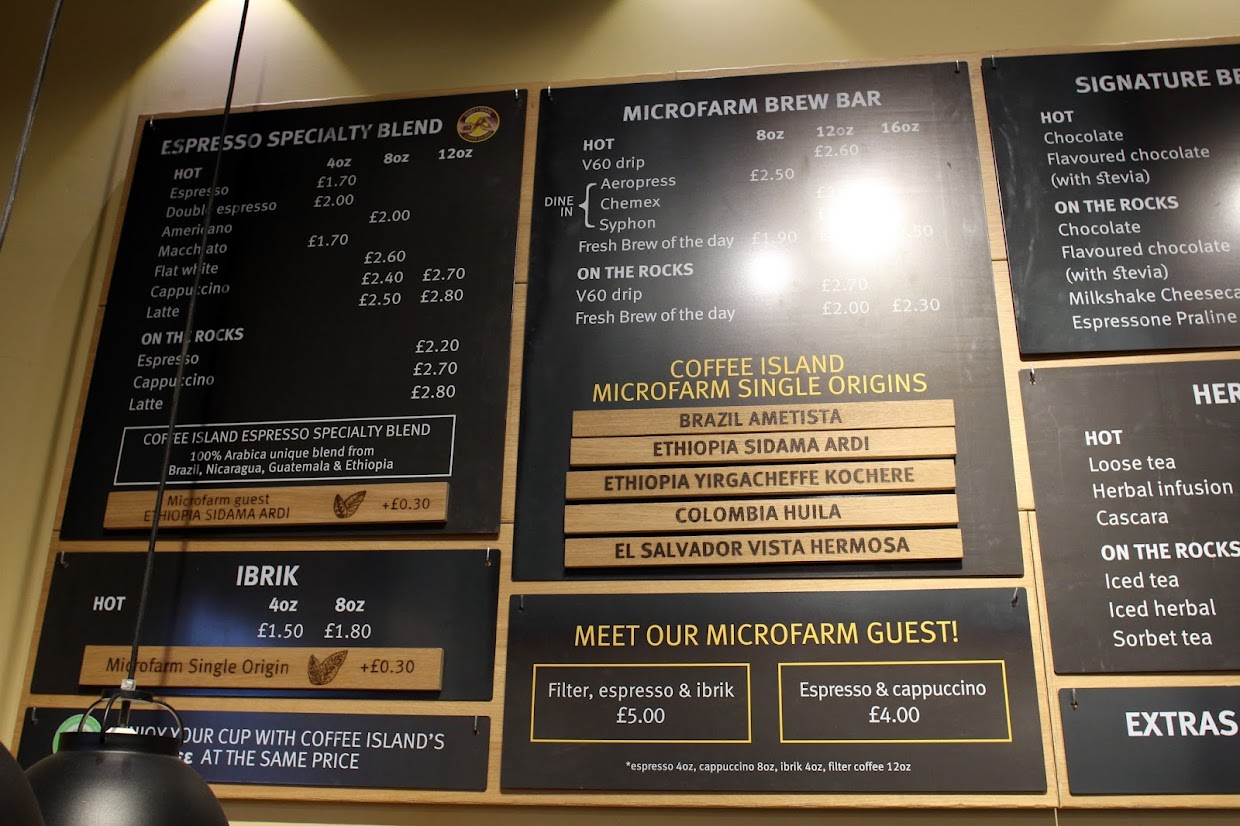 ESPRESSO SPECIALTY BLEND
HOT 4oz 8oz 12oz
Espresso £1.70
Double espresso £2.00
Americano £2.00
Macchiato £1.70
Flat white £2.60
Cappuccino £2.40 £2.70
Latte £2.50 £2.80
ON THE ROCKS
Espresso £2.20
Cappuccino £2.70
Latte £2.80
COFFEE ISLAND ESPRESSO SPECIALTY BLEND
100% Arabica unique blend from
Brazil, Nicaragua, Guatemala & Ethiopia
Microfarm guest
ETHIOPIA SIDAMA ARDI +£0.30
IBRIK
HOT 4oz 8oz
£1.50 £1.80
Microfarm Single Origin +£0.30
ENJOY YOUR CUP WITH COFFEE ISLAND'S
AT THE SAME PRICE
MICROFARM BREW BAR
HOT 8oz 12oz 16oz
V60 drip £2.60
DINE IN
Aeropress £2.50
Chemex
Syphon
Fresh Brew of the day £1.90
ON THE ROCKS
V60 drip £2.70
Fresh Brew of the day £2.00 £2.30
COFFEE ISLAND
MICROFARM SINGLE ORIGINS
BRAZIL AMETISTA
ETHIOPIA SIDAMA ARDI
ETHIOPIA YIRGACHEFFE KOCHERE
COLOMBIA HUILA
EL SALVADOR VISTA HERMOSA
MEET OUR MICROFARM GUEST!
Filter, espresso & ibrik
£5.00
Espresso & cappuccino
£4.00
*espresso 4oz, cappuccino 8oz, ibrik 4oz, filter coffee 12oz
SIGNATURE BE
HOT
Chocolate
Flavoured chocolate
(with stevia)
ON THE ROCKS
Chocolate
Flavoured chocolate
(with stevia)
Milkshake Cheeseca
Espressone Praline
HER
HOT
Loose tea
Herbal infusion
Cascara
ON THE ROCKS
Iced tea
Iced herbal
Sorbet tea
EXTRAS